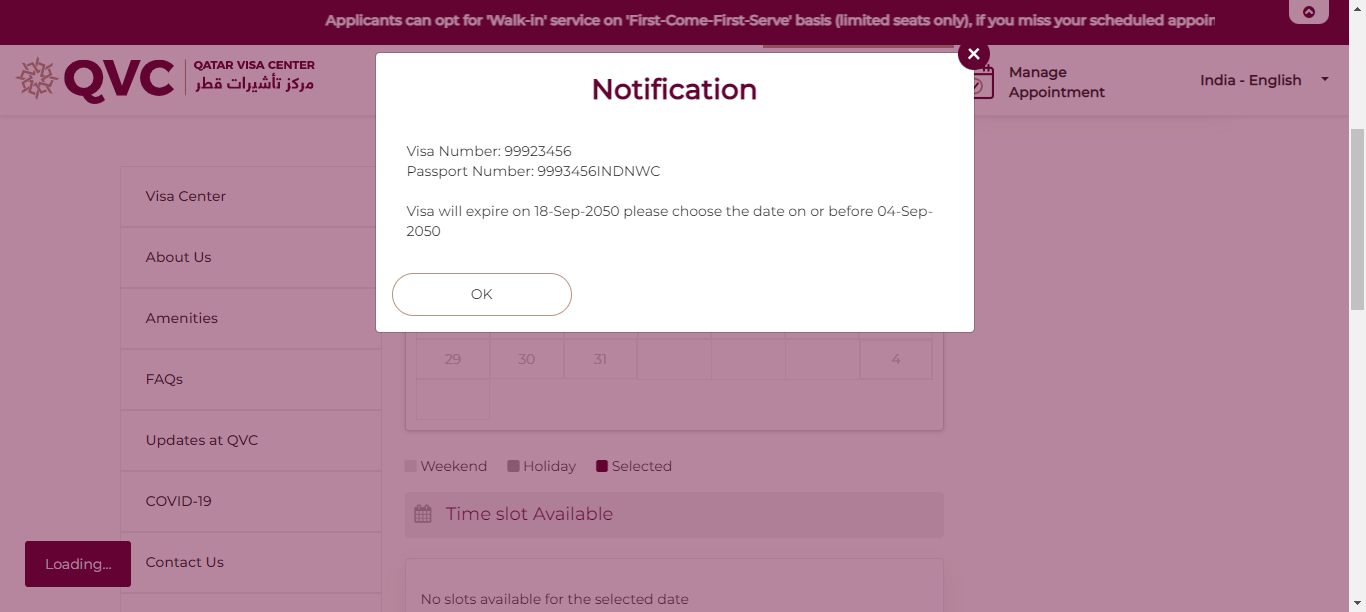 Applicants can opt for 'Walk-in' service on 'First-Come-First-Serve' basis (limited seats only), if you miss your scheduled
QVC
QATAR VISA CENTER
مركز تأشيرات قطر
Manage
Appointment
India - English
Notification
Visa Number: 99923456
Passport Number: 9993456INDNWC
Visa will expire on 18-Sep-2050 please choose the date on or before 04-Sep-
2050
OK
Visa Center
About Us
Amenities
FAQs
Updates at QVC
COVID-19
Contact Us
Loading...
29 30 31 4
Weekend Holiday Selected
Time slot Available
No slots available for the selected date